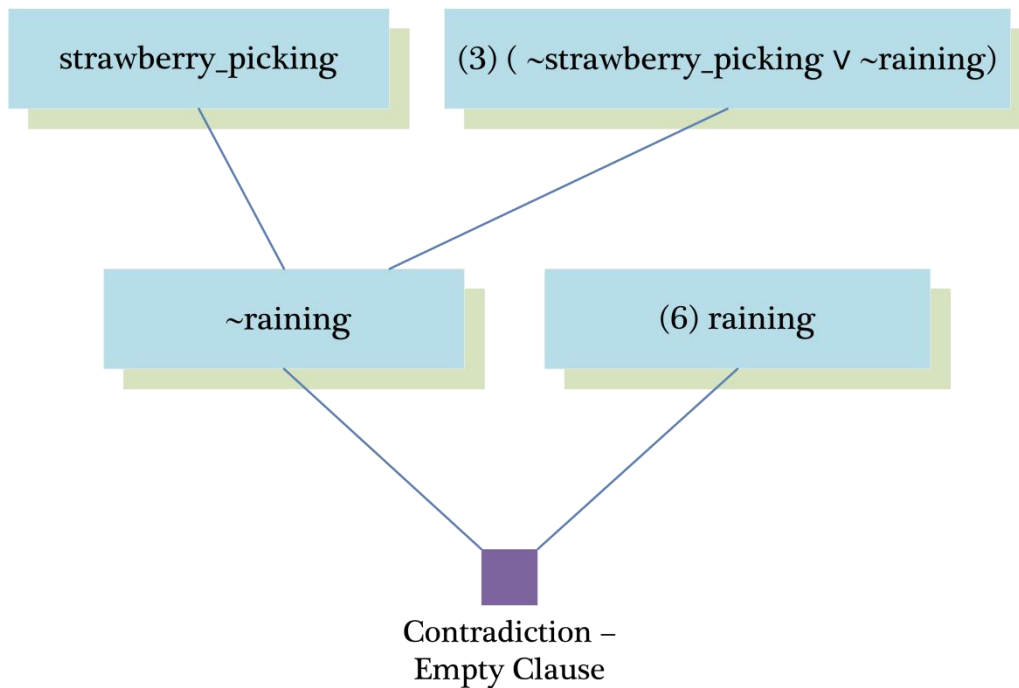 strawberry_picking
(3) ( ~strawberry_picking ∨ ~raining)
~raining
(6) raining
Contradiction –
Empty Clause